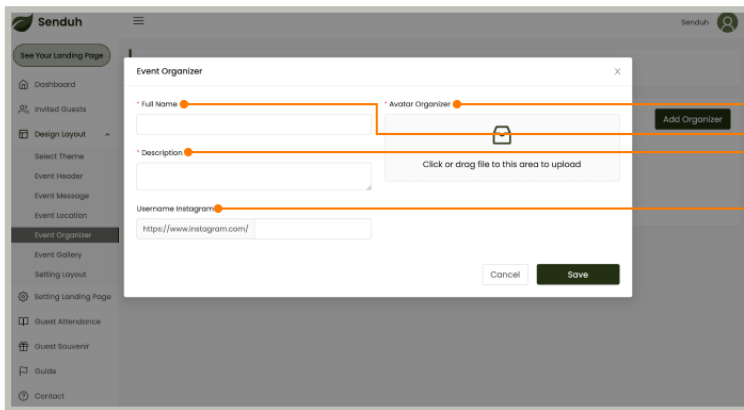 Senduh
Senduh
See Your Landing Page
Dashboard
Invited Guests
Design Layout
Select Theme
Event Header
Event Message
Event Location
Event Organizer
Event Gallery
Setting Layout
Setting Landing Page
Guest Attendance
Guest Souvenir
Guide
Contact
Add Organizer
Event Organizer
* Full Name
* Avatar Organizer
Click or drag file to this area to upload
* Description
Username Instagram
https://www.instagram.com/
Cancel
Save